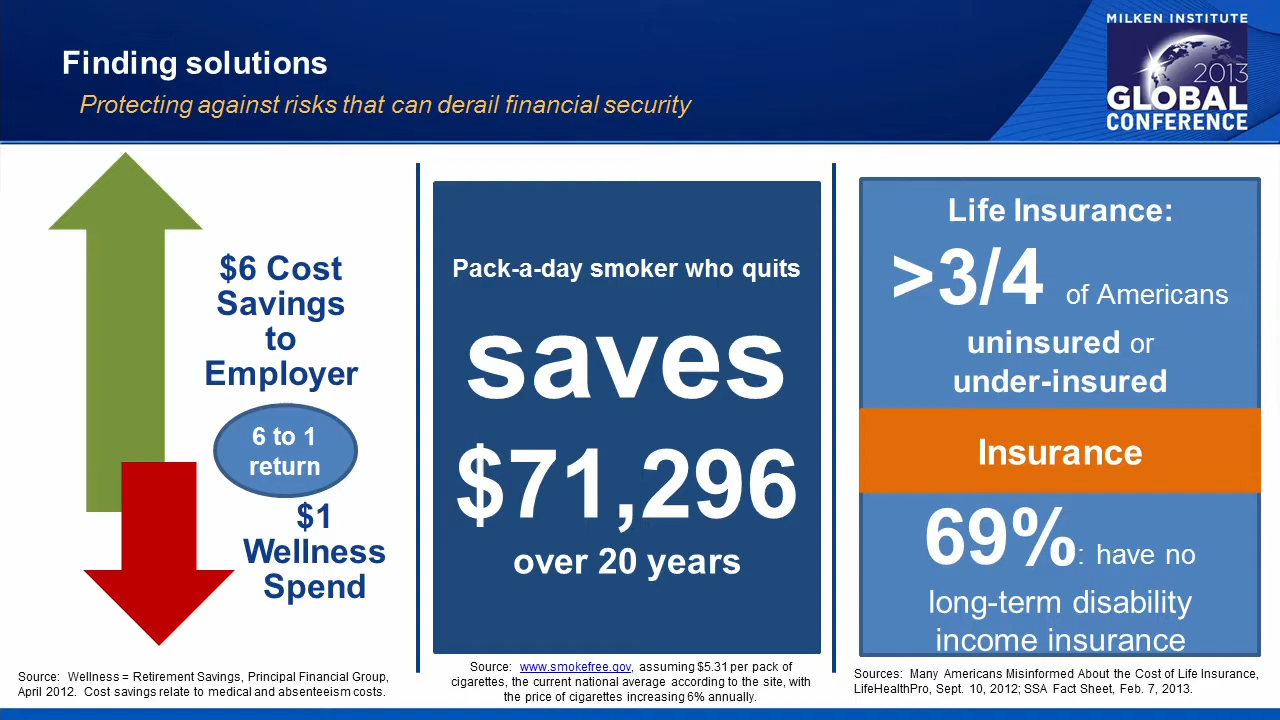 Finding solutions
Protecting against risks that can derail financial security
MILKEN INSTITUTE
2013
GLOBAL
CONFERENCE
$6 Cost
Savings
to
Employer
6 to 1
return
$1
Wellness
Spend
Source: Wellness = Retirement Savings, Principal Financial Group,
April 2012. Cost savings relate to medical and absenteeism costs.
Pack-a-day smoker who quits
saves
$71,296
over 20 years
Source: www.smokefree.gov, assuming $5.31 per pack of
cigarettes, the current national average according to the site, with
the price of cigarettes increasing 6% annually.
Life Insurance:
>3/4 of Americans
uninsured or
under-insured
Insurance
69%: have no
long-term disability
income insurance
Sources: Many Americans Misinformed About the Cost of Life Insurance,
LifeHealthPro, Sept. 10, 2012; SSA Fact Sheet, Feb. 7, 2013.